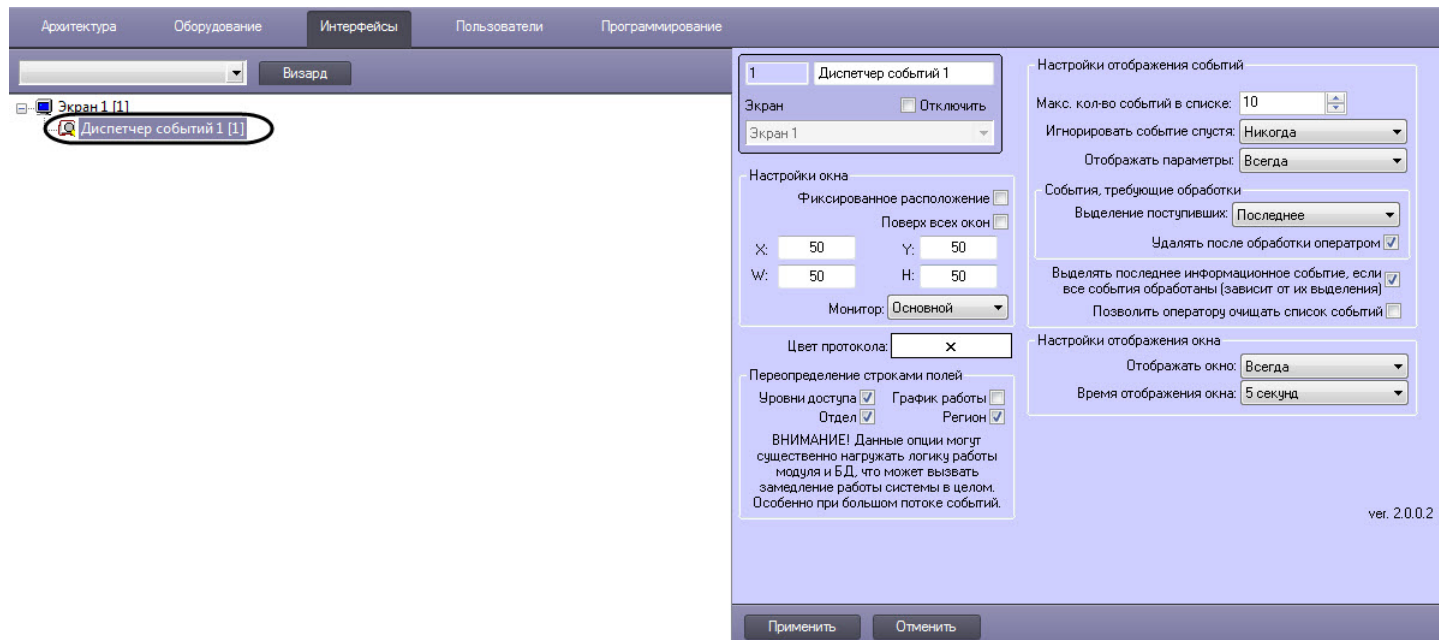 Архитектура Оборудование Интерфейсы Пользователи Программирование
Визард
Экран 1 [1]
Диспетчер событий 1 [1]
1 Диспетчер событий 1
Экран Отключить
Экран 1
Настройки окна
Фиксированное расположение
Поверх всех окон
X: 50 Y: 50
W: 50 H: 50
Монитор: Основной
Цвет протокола: ×
Переопределение строками полей
Уровни доступа График работы
Отдел Регион
ВНИМАНИЕ! Данные опции могут
существенно нагружать логику работы
модуля и БД, что может вызвать
замедление работы системы в целом.
Особенно при большом потоке событий.
Настройки отображения событий
Макс. кол-во событий в списке: 10
Игнорировать событие спустя: Никогда
Отображать параметры: Всегда
События, требующие обработки
Выделение поступивших: Последнее
Удалять после обработки оператром
Выделять последнее информационное событие, если
все события обработаны (зависит от их выделения)
Позволить оператору очищать список событий
Настройки отображения окна
Отображать окно: Всегда
Время отображения окна: 5 секунд
ver. 2.0.0.2
Применить Отменить